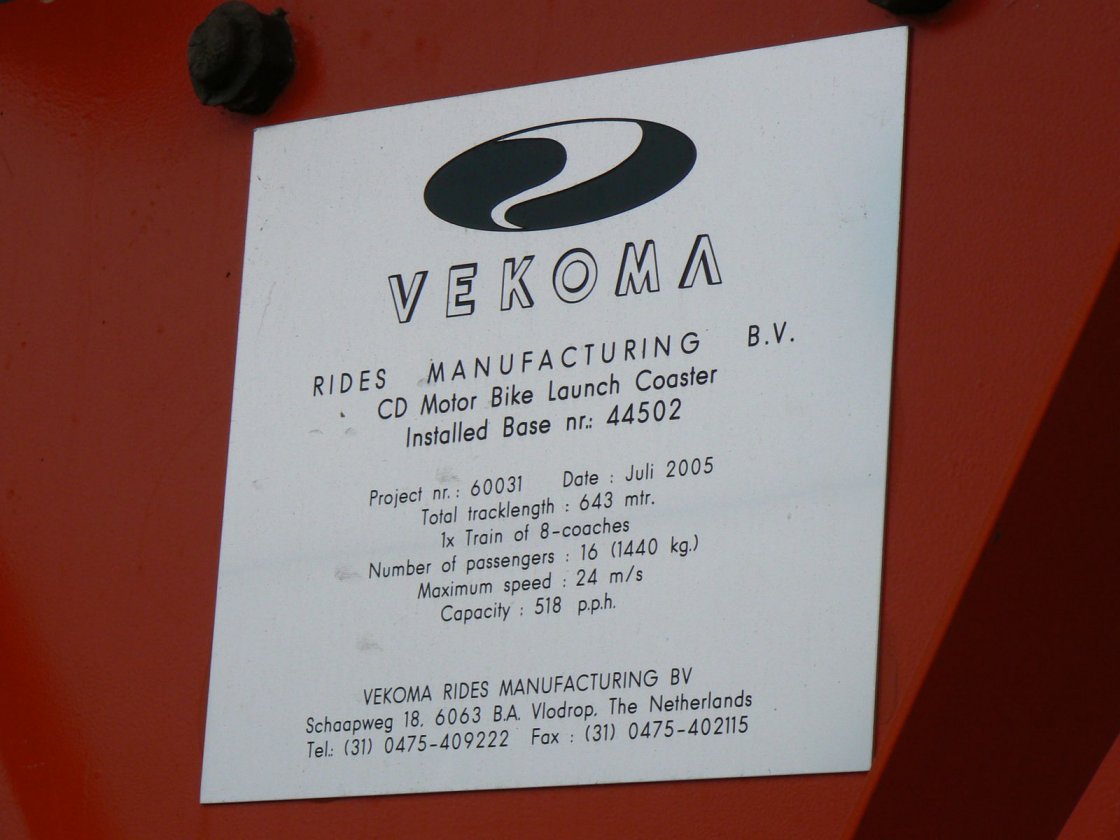 VEKOMA
RIDES MANUFACTURING B.V.
CD Motor Bike Launch Coaster
Installed Base nr.: 44502
Project nr.: 60031 Date : Juli 2005
Total tracklength : 643 mtr.
1x Train of 8-coaches
Number of passengers : 16 (1440 kg.)
Maximum speed : 24 m/s
Capacity : 518 p.p.h.
VEKOMA RIDES MANUFACTURING BV
Schaapweg 18, 6063 B.A. Vlodrop, The Netherlands
Tel.: (31) 0475-409222 Fax : (31) 0475-402115